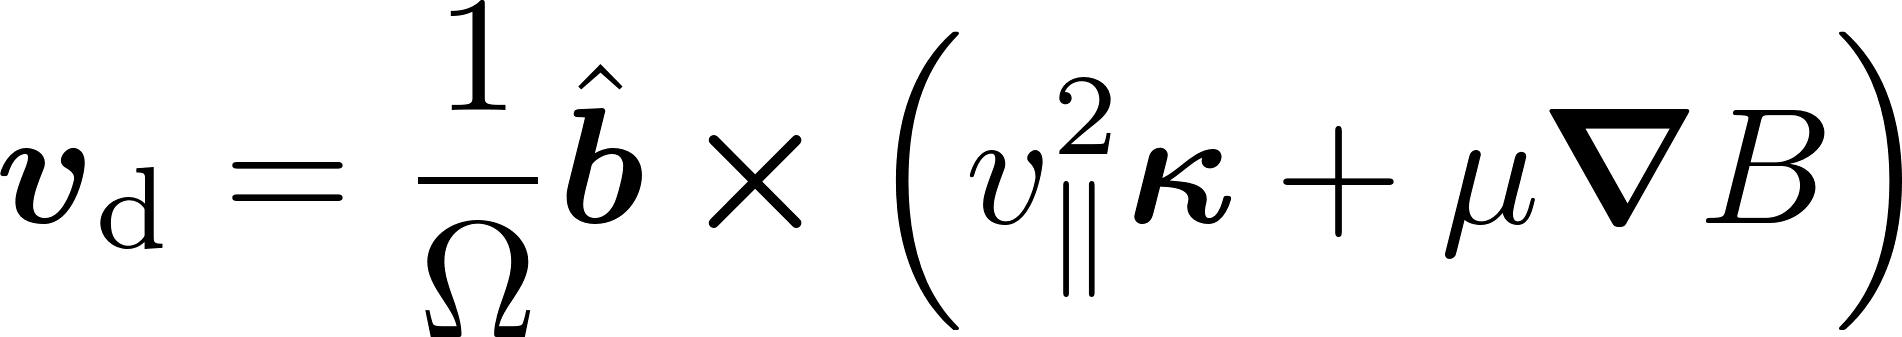 𝒗_d = 1/Ω 𝒃̂ × (v_∥^2 𝜿 + μ𝛁B)